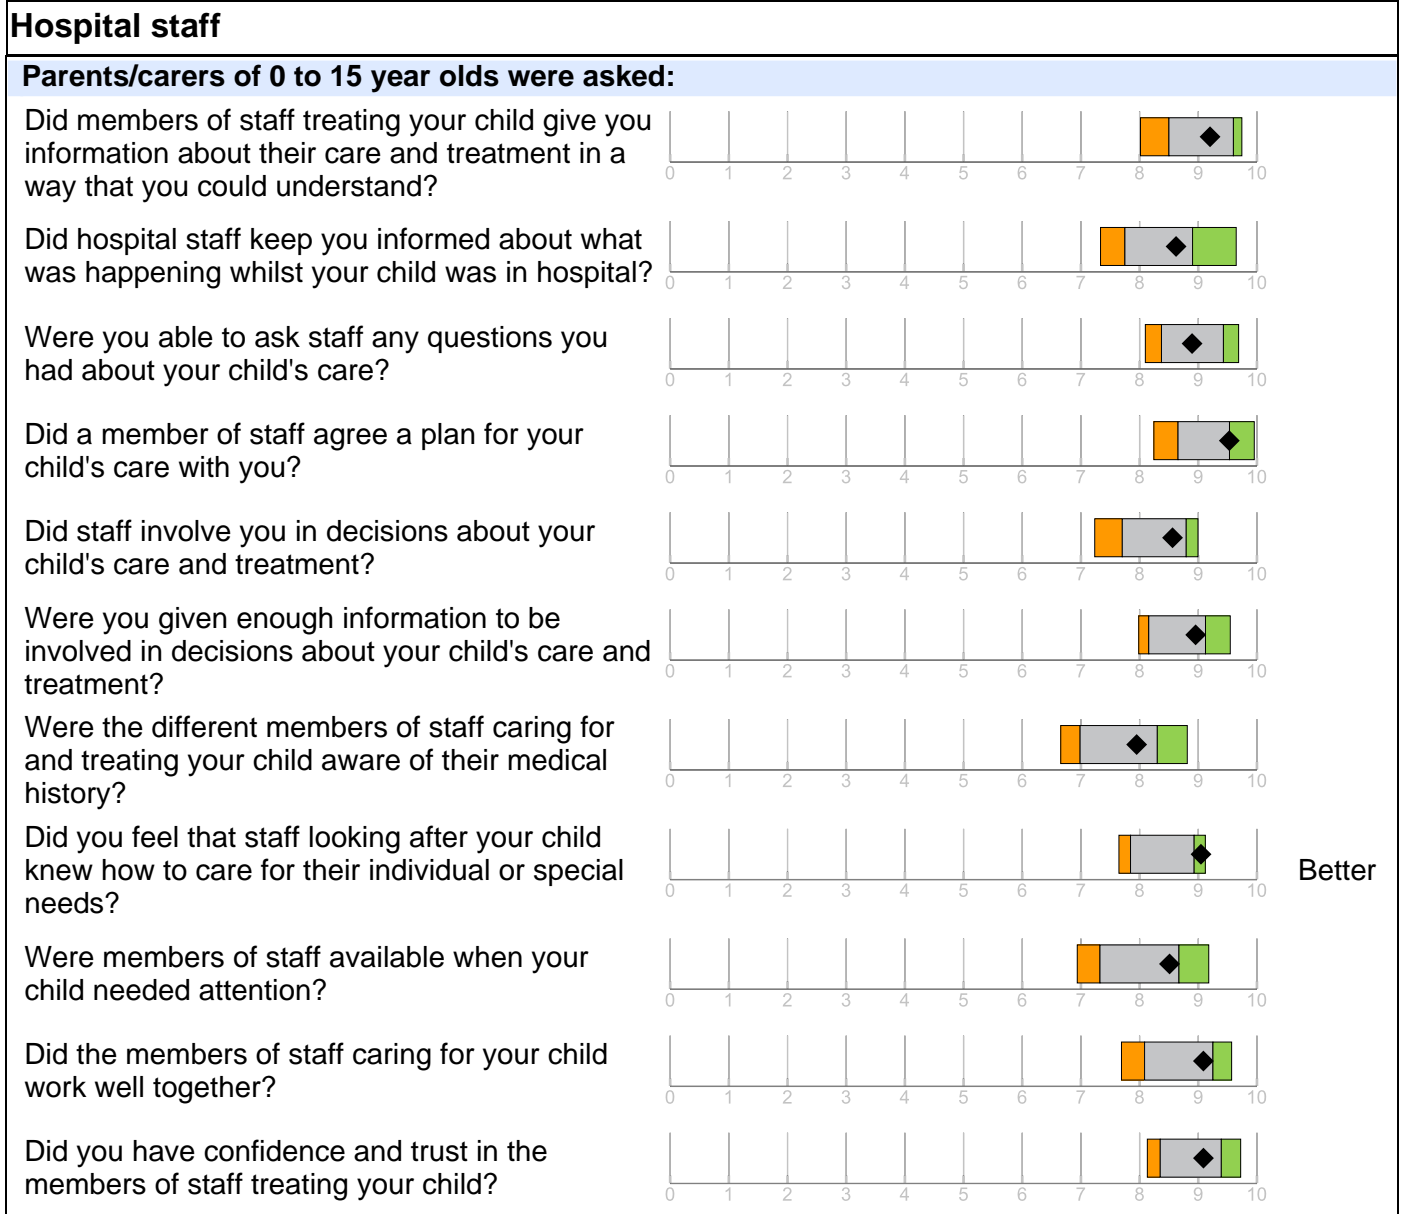 Hospital staff
Parents/carers of 0 to 15 year olds were asked:
Did members of staff treating your child give you
information about their care and treatment in a
way that you could understand?
0 1 2 3 4 5 6 7 8 9 10
Did hospital staff keep you informed about what
was happening whilst your child was in hospital?
0 1 2 3 4 5 6 7 8 9 10
Were you able to ask staff any questions you
had about your child's care?
0 1 2 3 4 5 6 7 8 9 10
Did a member of staff agree a plan for your
child's care with you?
0 1 2 3 4 5 6 7 8 9 10
Did staff involve you in decisions about your
child's care and treatment?
0 1 2 3 4 5 6 7 8 9 10
Were you given enough information to be
involved in decisions about your child's care and
treatment?
0 1 2 3 4 5 6 7 8 9 10
Were the different members of staff caring for
and treating your child aware of their medical
history?
0 1 2 3 4 5 6 7 8 9 10
Did you feel that staff looking after your child
knew how to care for their individual or special
needs?
0 1 2 3 4 5 6 7 8 9 10
Better
Were members of staff available when your
child needed attention?
0 1 2 3 4 5 6 7 8 9 10
Did the members of staff caring for your child
work well together?
0 1 2 3 4 5 6 7 8 9 10
Did you have confidence and trust in the
members of staff treating your child?
0 1 2 3 4 5 6 7 8 9 10